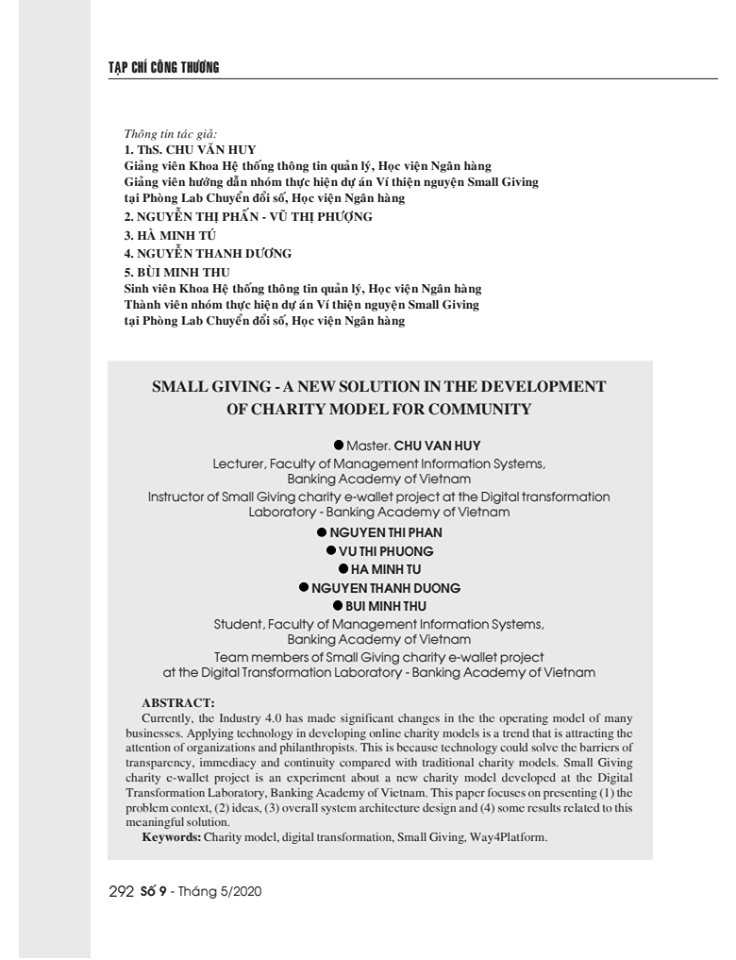 TẠP CHÍ CÔNG THƯƠNG
Thông tin tác giả:
1. ThS. CHU VĂN HUY
Giảng viên Khoa Hệ thống thông tin quản lý, Học viện Ngân hàng
Giảng viên hướng dẫn nhóm thực hiện dự án Ví thiện nguyện Small Giving
tại Phòng Lab Chuyển đổi số, Học viện Ngân hàng
2. NGUYỄN THỊ PHẤN - VŨ THỊ PHƯỢNG
3. HÀ MINH TÚ
4. NGUYỄN THANH DƯƠNG
5. BÙI MINH THU
Sinh viên Khoa Hệ thống thông tin quản lý, Học viện Ngân hàng
Thành viên nhóm thực hiện dự án Ví thiện nguyện Small Giving
tại Phòng Lab Chuyển đổi số, Học viện Ngân hàng
SMALL GIVING - A NEW SOLUTION IN THE DEVELOPMENT
OF CHARITY MODEL FOR COMMUNITY
● Master. CHU VAN HUY
Lecturer, Faculty of Management Information Systems,
Banking Academy of Vietnam
Instructor of Small Giving charity e-wallet project at the Digital transformation
Laboratory - Banking Academy of Vietnam
● NGUYEN THI PHAN
● VU THI PHUONG
● HA MINH TU
● NGUYEN THANH DUONG
● BUI MINH THU
Student, Faculty of Management Information Systems,
Banking Academy of Vietnam
Team members of Small Giving charity e-wallet project
at the Digital Transformation Laboratory - Banking Academy of Vietnam
ABSTRACT:
Currently, the Industry 4.0 has made significant changes in the the operating model of many
businesses. Applying technology in developing online charity models is a trend that is attracting the
attention of organizations and philanthropists. This is because technology could solve the barriers of
transparency, immediacy and continuity compared with traditional charity models. Small Giving
charity e-wallet project is an experiment about a new charity model developed at the Digital
Transformation Laboratory, Banking Academy of Vietnam. This paper focuses on presenting (1) the
problem context, (2) ideas, (3) overall system architecture design and (4) some results related to this
meaningful solution.
Keywords: Charity model, digital transformation, Small Giving, Way4Platform.
292 Số 9 - Tháng 5/2020